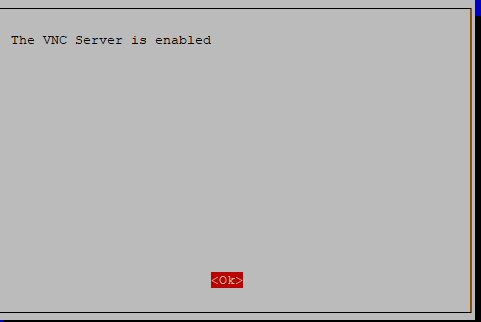 The VNC Server is enabled
<Ok>